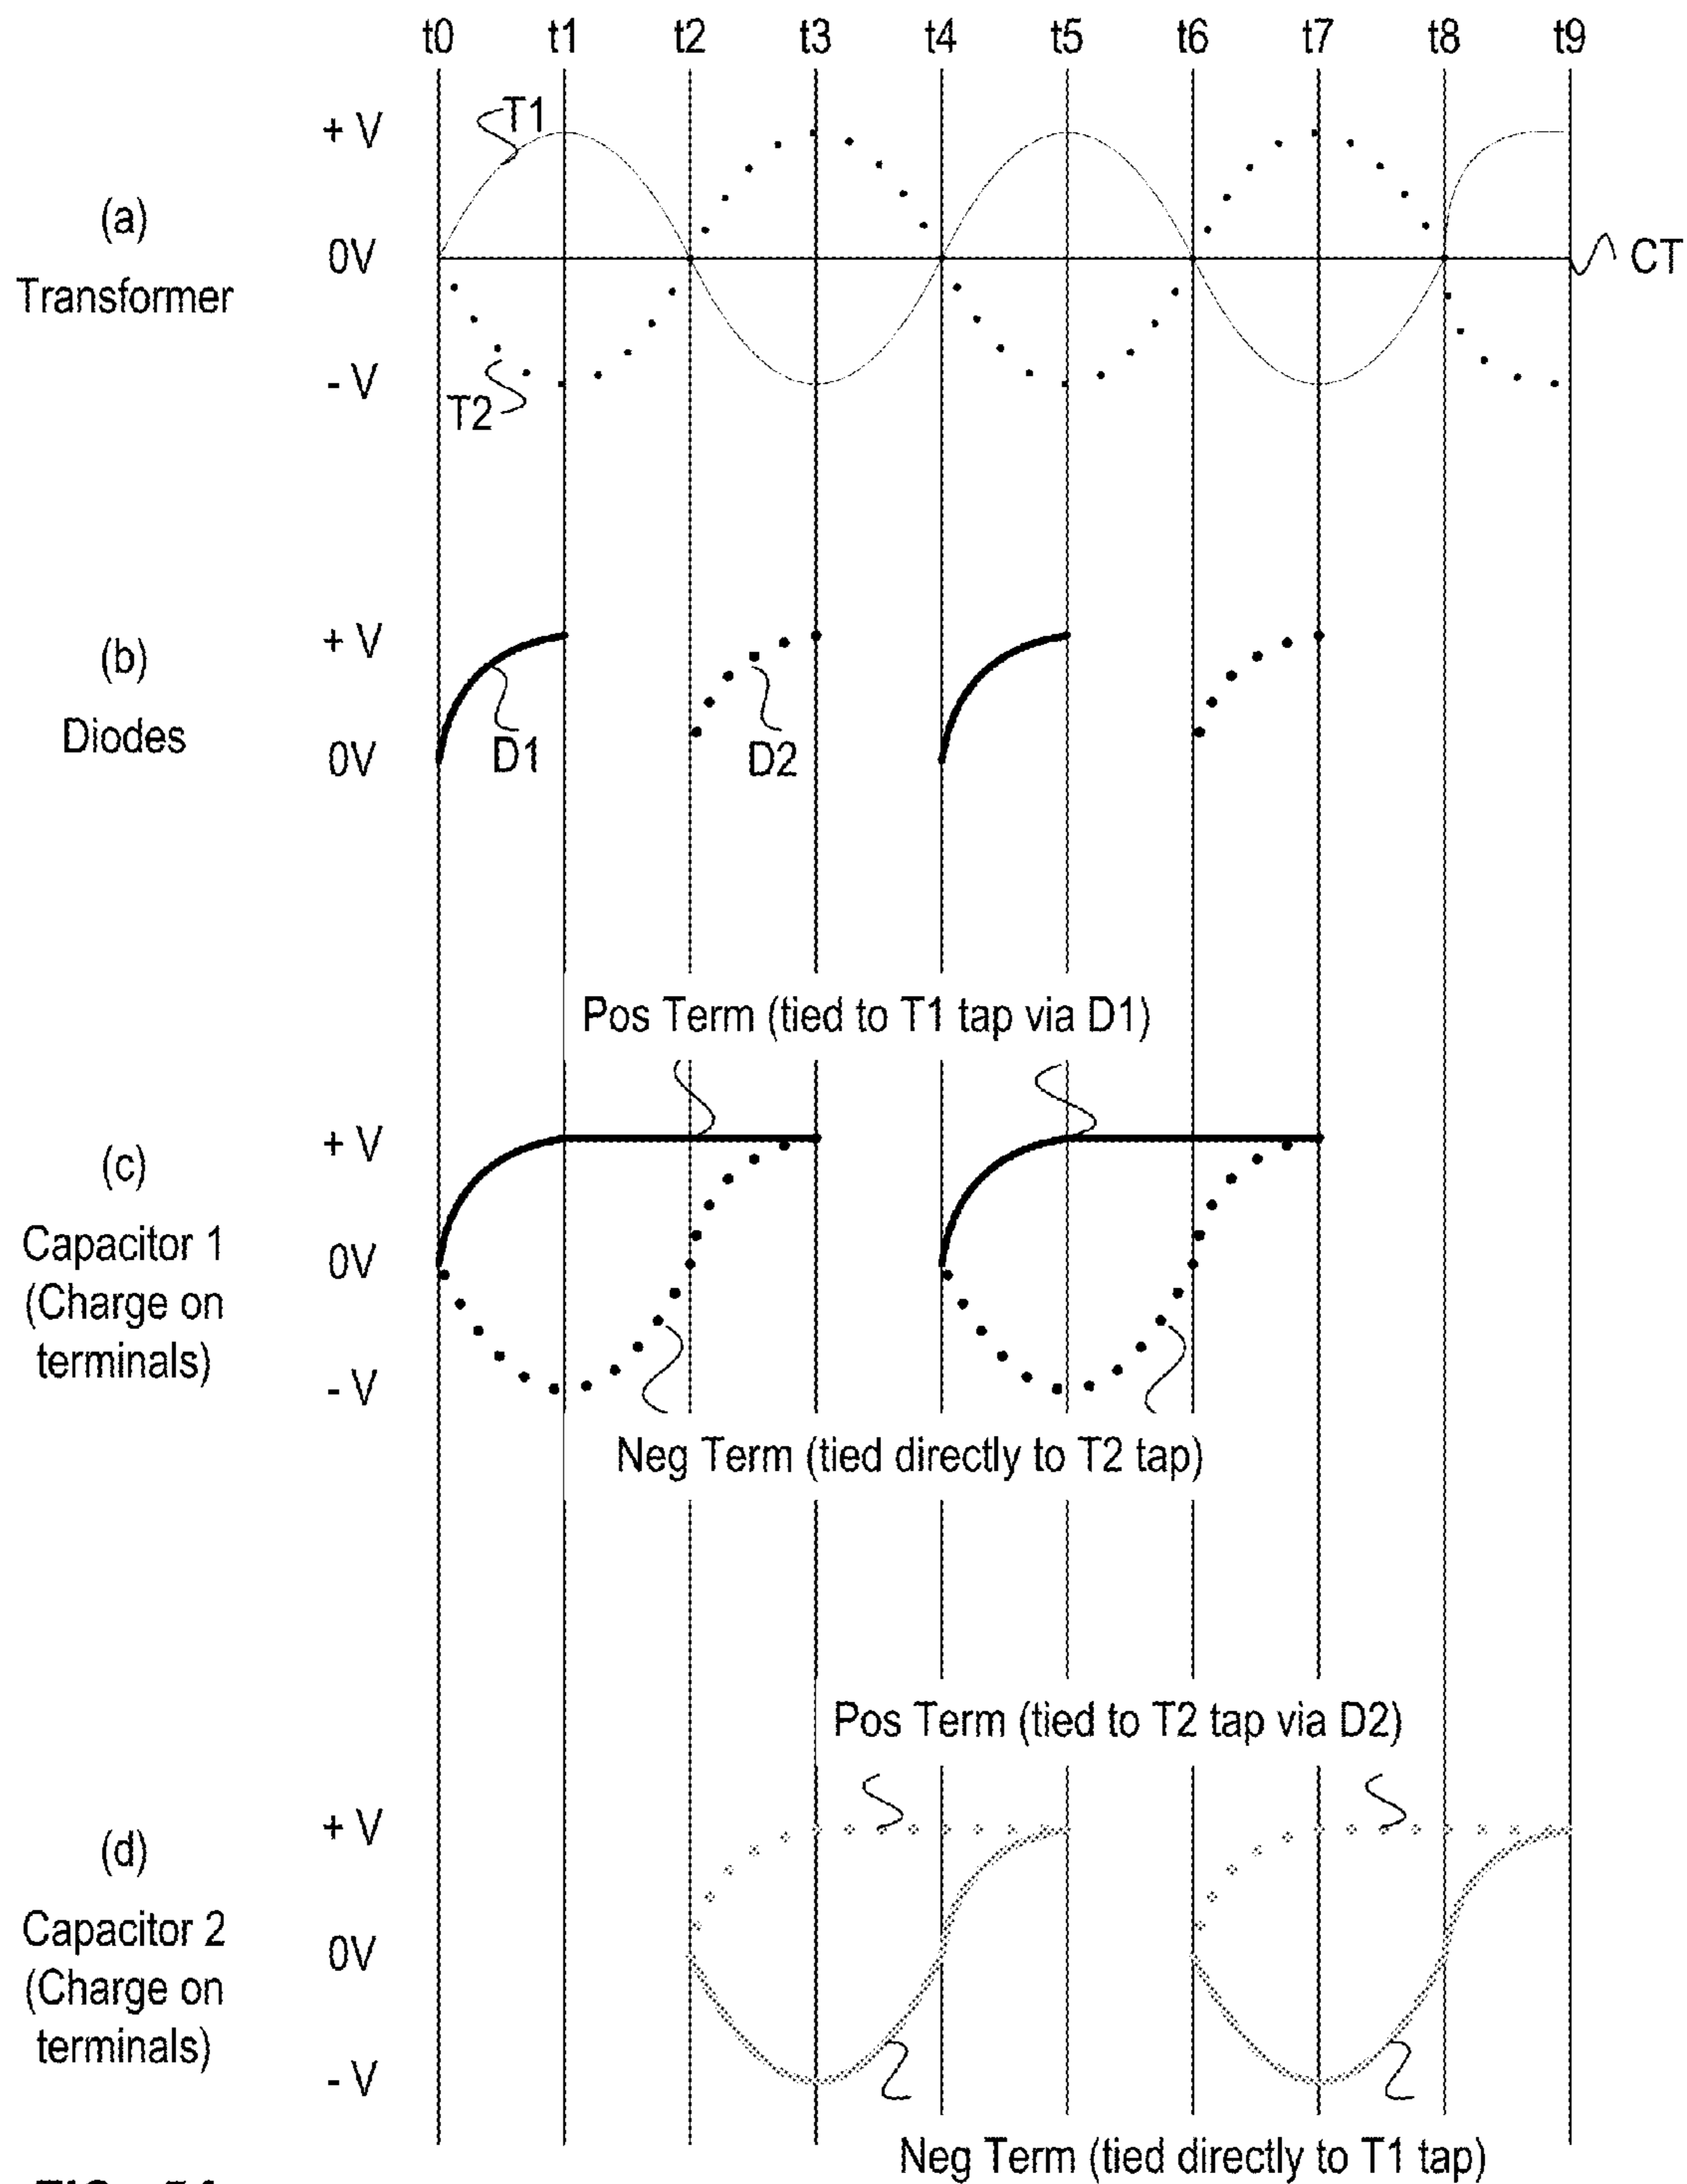 t0 t1 t2 t3 t4 t5 t6 t7 t8 t9
+ V
T1
(a)
0V
CT
Transformer
- V
T2
(b)
+ V
Diodes
0V
D1
D2
Pos Term (tied to T1 tap via D1)
+ V
(c)
Capacitor 1
0V
(Charge on
terminals)
- V
Neg Term (tied directly to T2 tap)
Pos Term (tied to T2 tap via D2)
+ V
(d)
Capacitor 2
0V
(Charge on
terminals)
- V
Neg Term (tied directly to T1 tap)